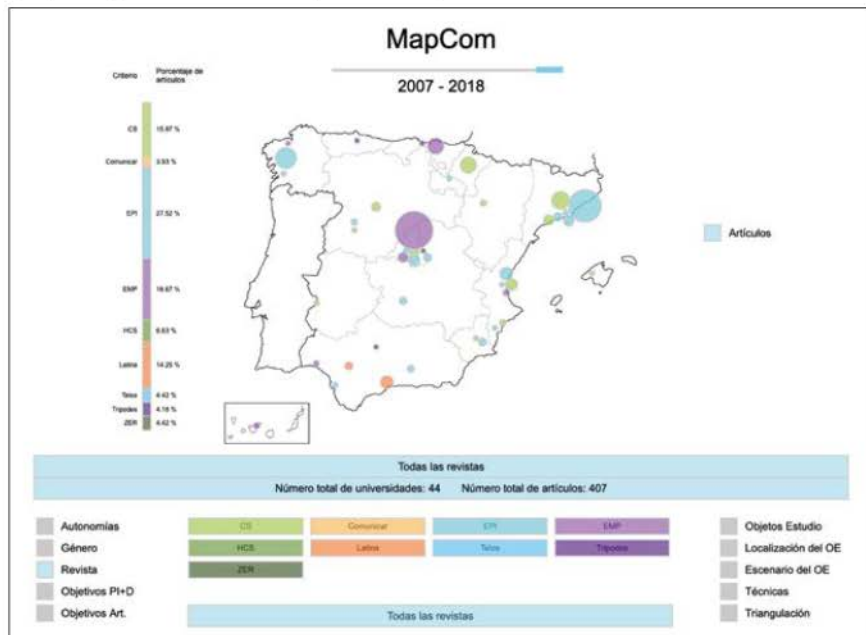 MapCom
2007 - 2018
Criterio Porcentaje de artículos
CS 15.97 %
Comunicar 3.93 %
EPI 27.52 %
EMP 18.67 %
HCS 6.63 %
Latina 14.25 %
Telos 4.42 %
Trípodos 4.18 %
ZER 4.42 %
Artículos
Todas las revistas
Número total de universidades: 44 Número total de artículos: 407
Autonomías
Género
Revista
Objetivos PI+D
Objetivos Art.
CS Comunicar EPI EMP
HCS Latina Telos Trípodos
ZER
Todas las revistas
Objetos Estudio
Localización del OE
Escenario del OE
Técnicas
Triangulación